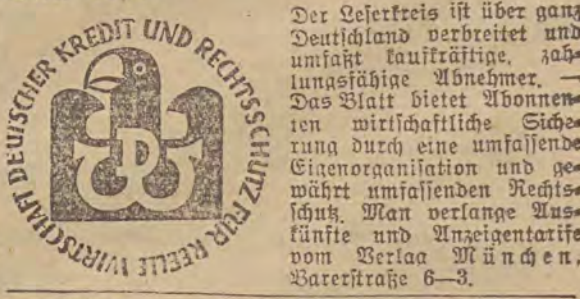 DEUTSCHER KREDIT UND RECHTSSCHUTZ FÜR REELLE WIRTSCHAFT
D
W
Der Leserkreis ist über ganz
Deutschland verbreitet und
umfaßt kaufkräftige, zah-
lungsfähige Abnehmer. —
Das Blatt bietet Abonnen-
ten wirtschaftliche Siche-
rung durch eine umfassende
Eigenorganisation und ge-
währt umfassenden Rechts-
schutz. Man verlange Aus-
künfte und Anzeigentarife
vom Verlag München,
Barerstraße 6—3.